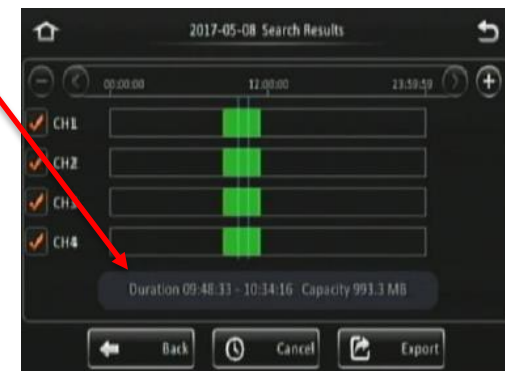 2017-05-08 Search Results
00:00:00 12:00:00 23:59:59
CH1
CH2
CH3
CH4
Duration 09:48:33 - 10:34:16 Capacity 993.3 MB
Back Cancel Export